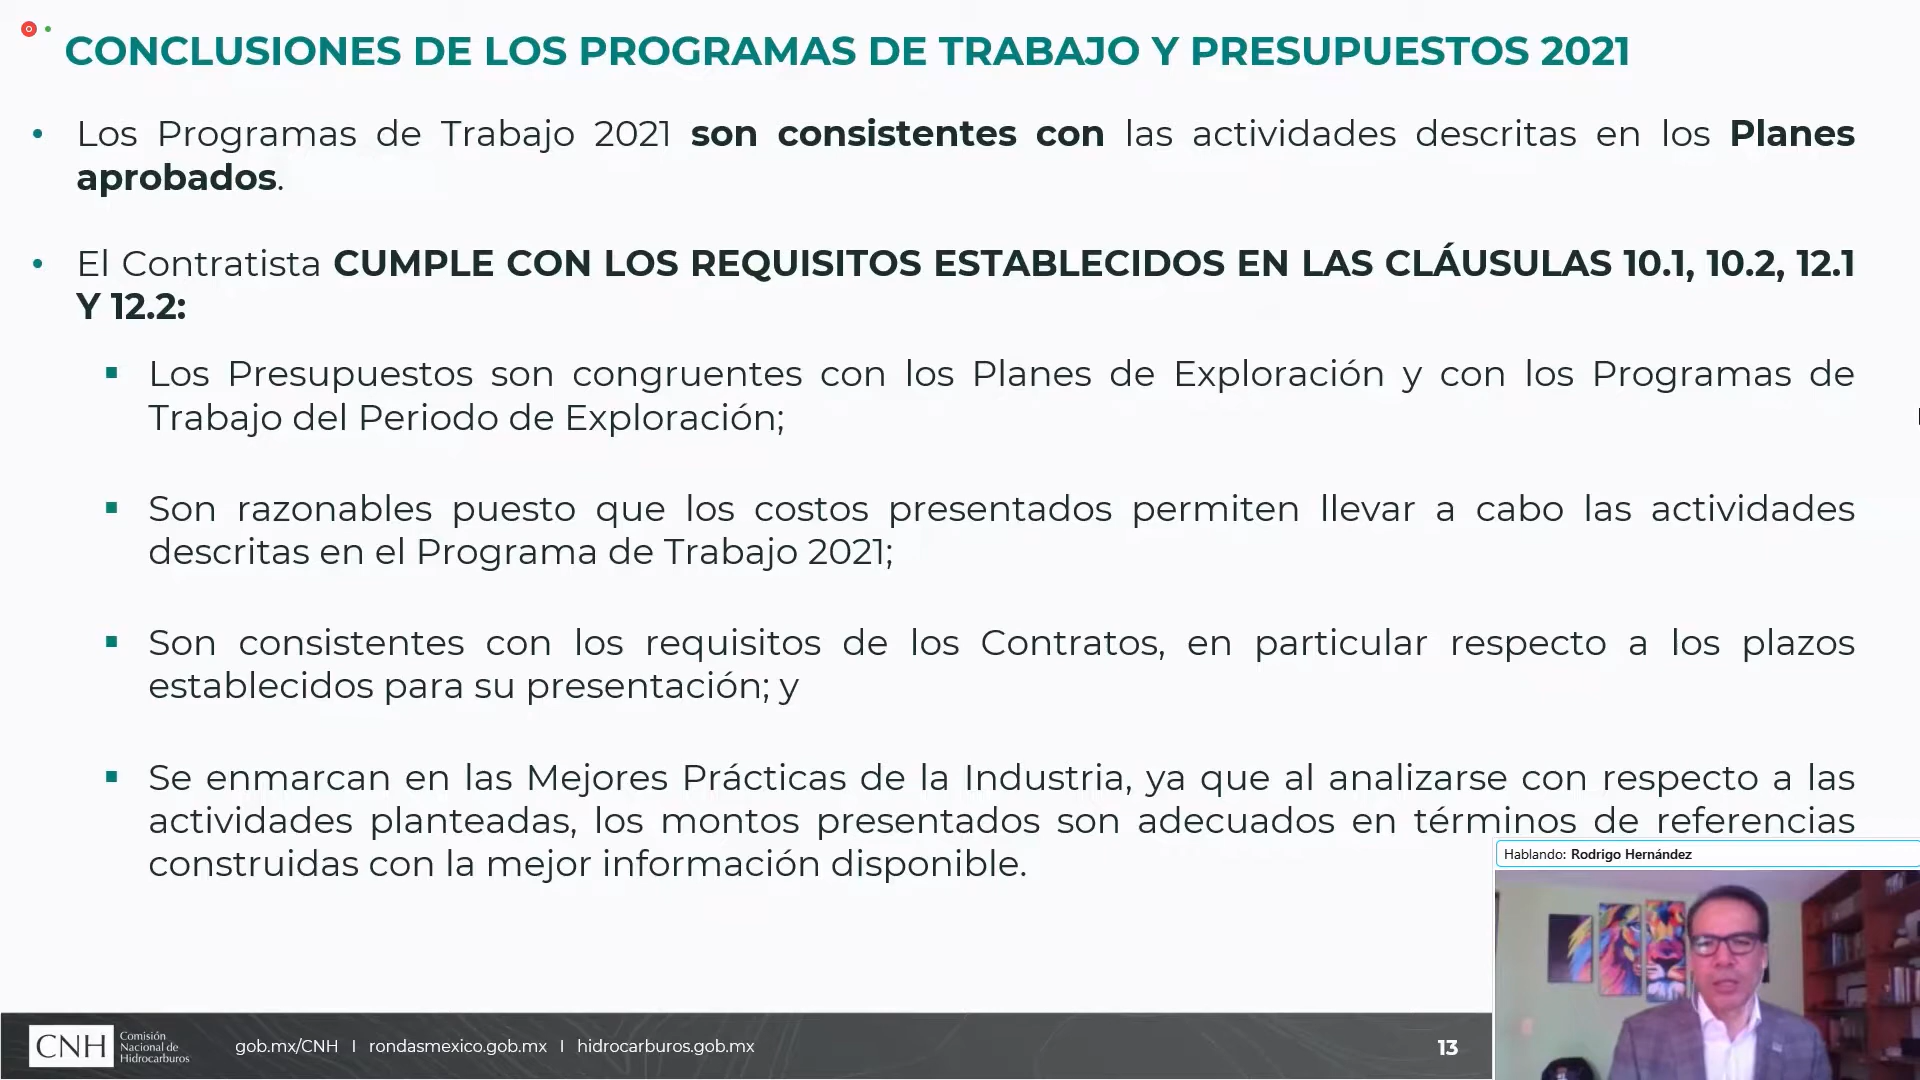 CONCLUSIONES DE LOS PROGRAMAS DE TRABAJO Y PRESUPUESTOS 2021
• Los Programas de Trabajo 2021 son consistentes con las actividades descritas en los Planes
aprobados.
• El Contratista CUMPLE CON LOS REQUISITOS ESTABLECIDOS EN LAS CLÁUSULAS 10.1, 10.2, 12.1
Y 12.2:
▪ Los Presupuestos son congruentes con los Planes de Exploración y con los Programas de
Trabajo del Periodo de Exploración;
▪ Son razonables puesto que los costos presentados permiten llevar a cabo las actividades
descritas en el Programa de Trabajo 2021;
▪ Son consistentes con los requisitos de los Contratos, en particular respecto a los plazos
establecidos para su presentación; y
▪ Se enmarcan en las Mejores Prácticas de la Industria, ya que al analizarse con respecto a las
actividades planteadas, los montos presentados son adecuados en términos de referencias
construidas con la mejor información disponible.
Hablando: Rodrigo Hernández
CNH
Comisión
Nacional de
Hidrocarburos
gob.mx/CNH I rondasmexico.gob.mx I hidrocarburos.gob.mx
13